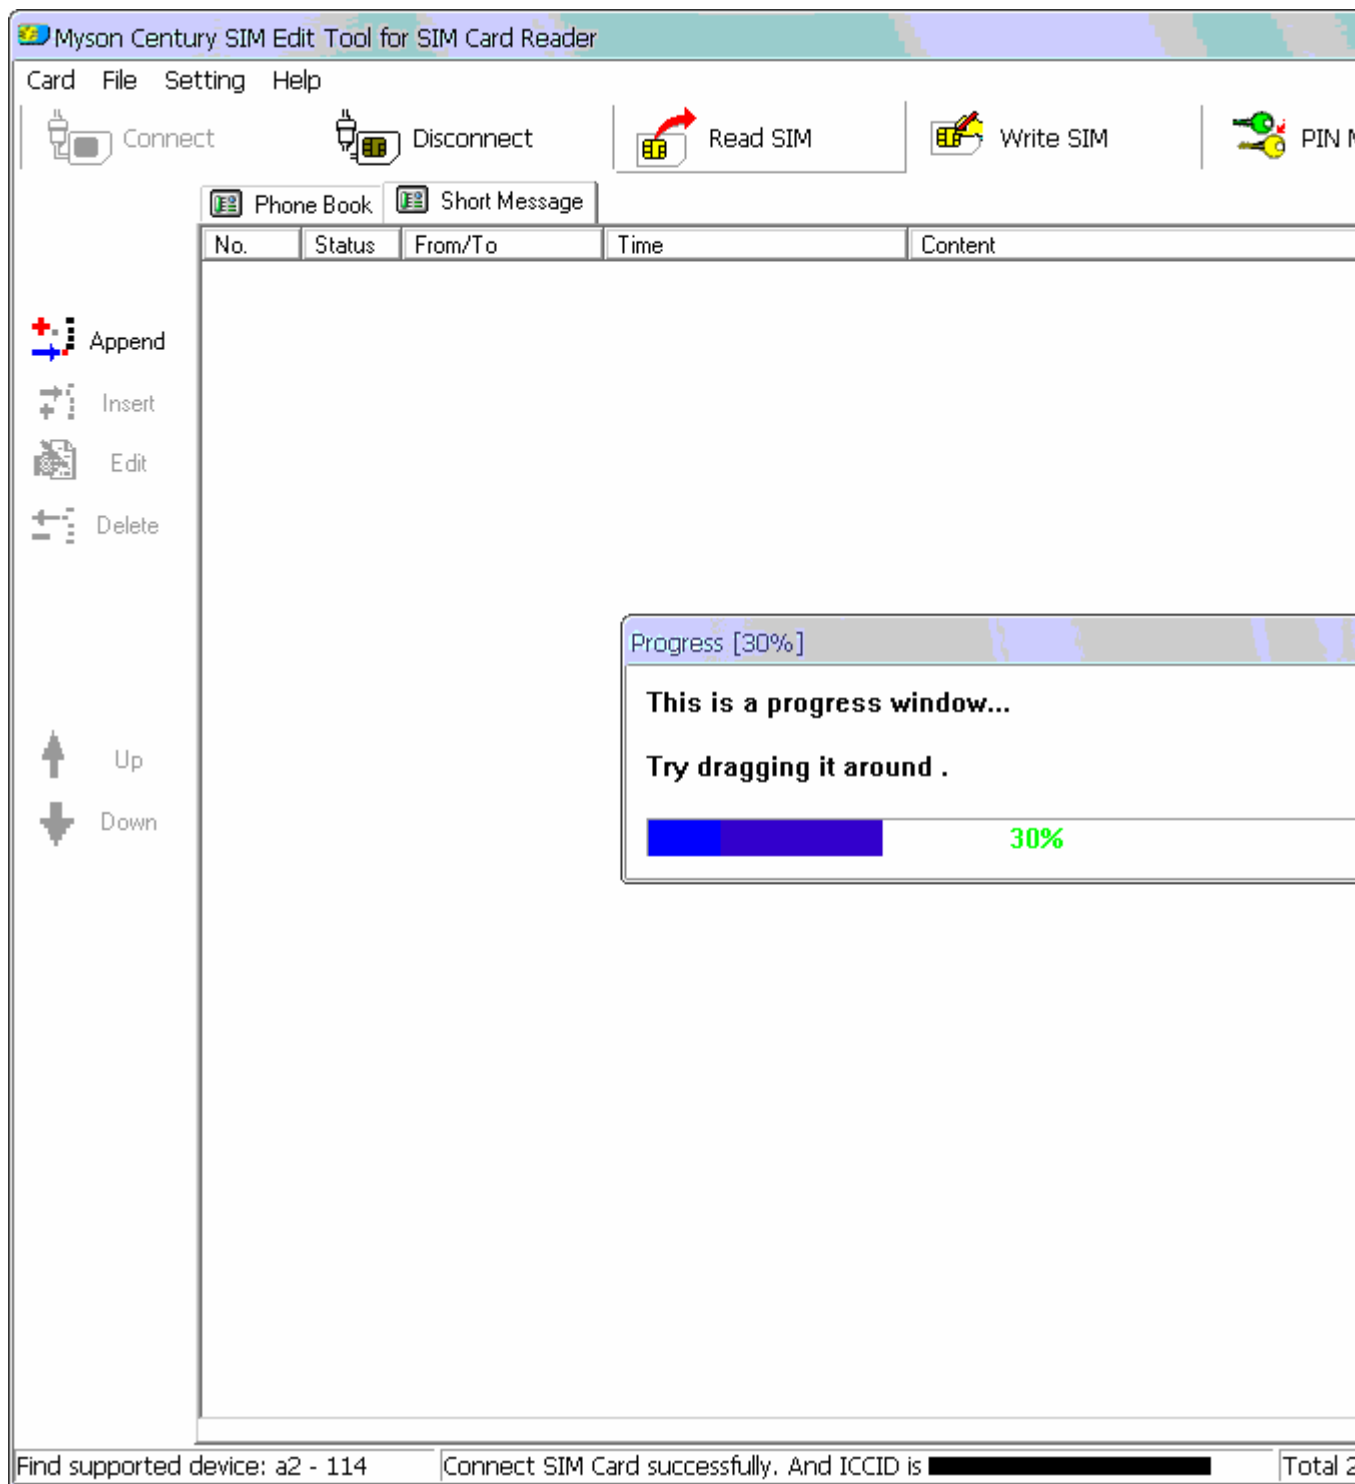 Myson Century SIM Edit Tool for SIM Card Reader
Card File Setting Help
Connect Disconnect Read SIM Write SIM PIN
Phone Book Short Message
No. Status From/To Time Content
Append
Insert
Edit
Delete
Progress [30%]
This is a progress window...
Try dragging it around .
Up
30%
Down
Find supported device: a2 - 114 Connect SIM Card successfully. And ICCID is Total 2